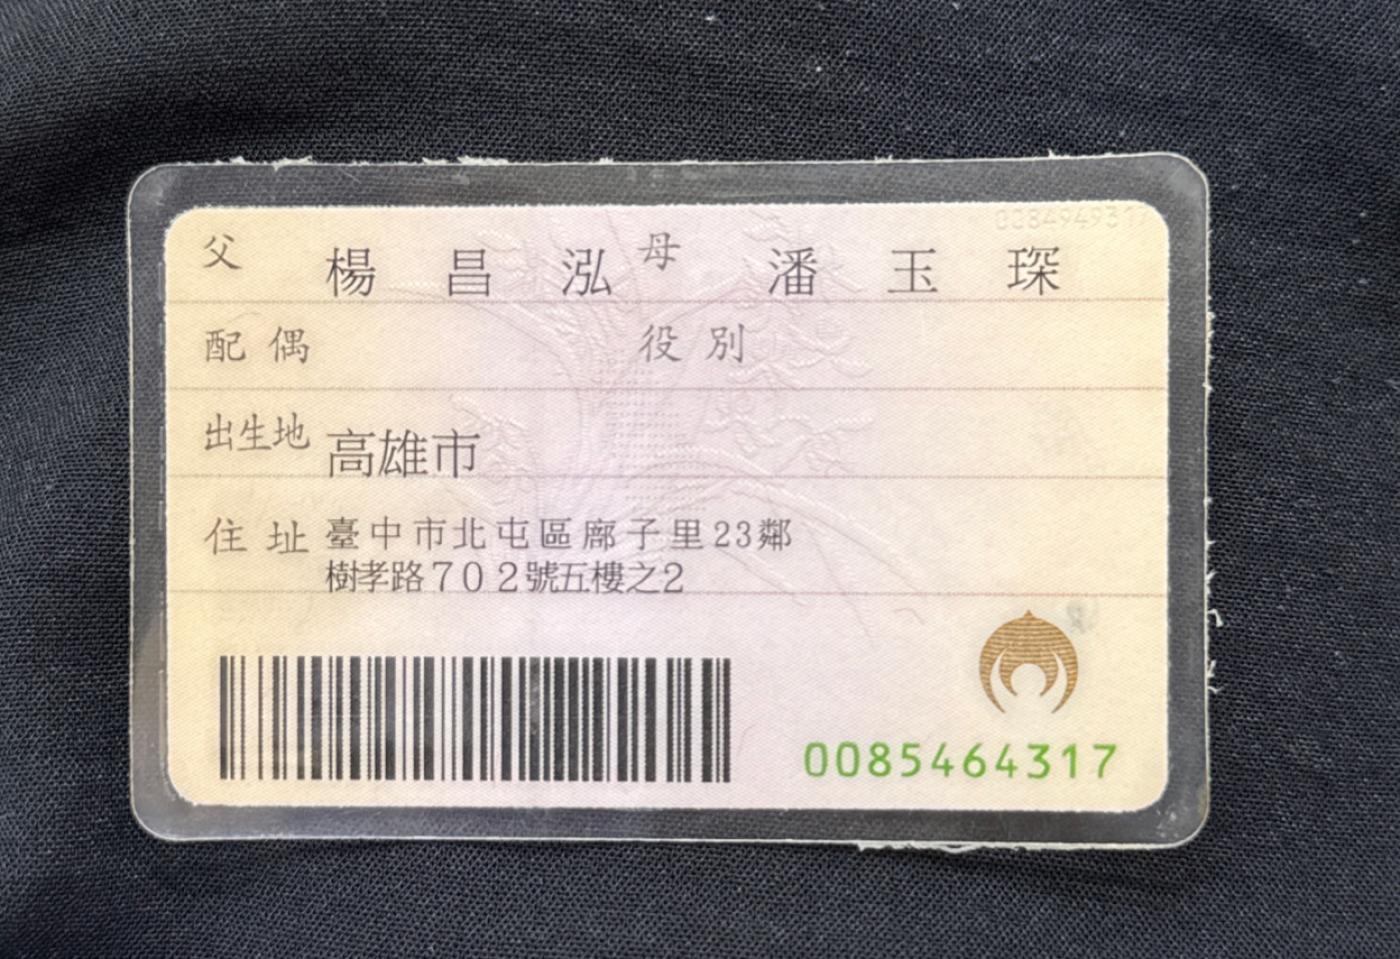 0084949317
父 楊昌泓 母 潘玉琛
配偶 役別
出生地 高雄市
住址 臺中市北屯區廍子里23鄰
樹孝路702號五樓之2
0085464317